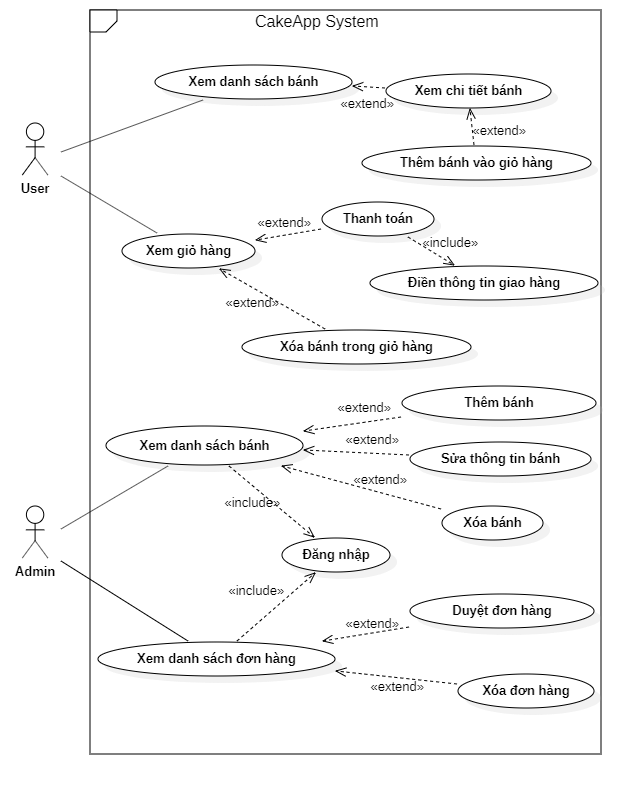 CakeApp System
Xem danh sách bánh
Xem chi tiết bánh
«extend»
«extend»
Thêm bánh vào giỏ hàng
User
Thanh toán
«extend»
Xem giỏ hàng
«include»
Điền thông tin giao hàng
«extend»
Xóa bánh trong giỏ hàng
Thêm bánh
«extend»
Xem danh sách bánh
«extend»
Sửa thông tin bánh
«extend»
«include»
Xóa bánh
Admin
Đăng nhập
«include»
Duyệt đơn hàng
«extend»
Xem danh sách đơn hàng
«extend»
Xóa đơn hàng